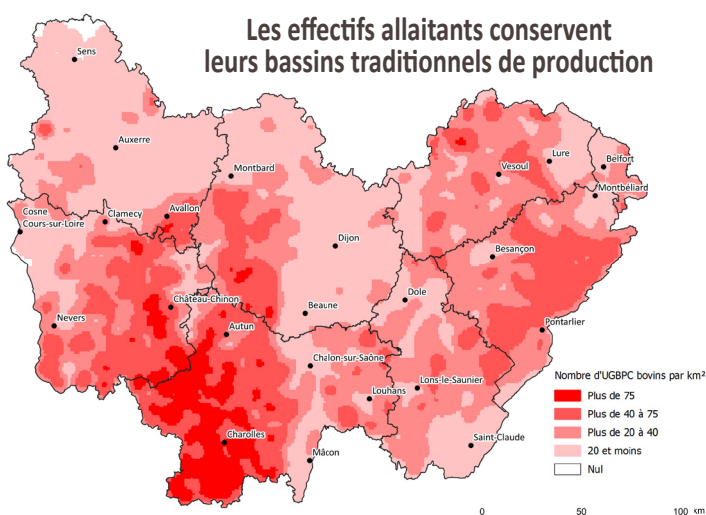 Les effectifs allaitants conservent
leurs bassins traditionnels de production
Sens
Auxerre
Montbard
Vesoul
Lure
Belfort
Montbéliard
Cosne
Cours-sur-Loire
Clamecy
Avallon
Dijon
Besançon
Nevers
Château-Chinon
Beaune
Dole
Autun
Pontarlier
Chalon-sur-Saône
Louhans
Lons-le-Saunier
Charolles
Mâcon
Saint-Claude
Nombre d'UGBPC bovins par km²
Plus de 75
Plus de 40 à 75
Plus de 20 à 40
20 et moins
Nul
0 50 100 km